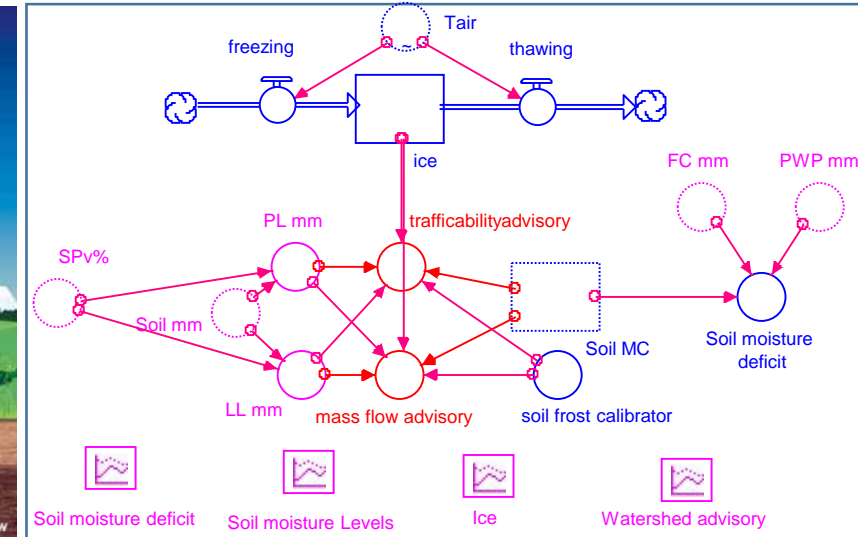 Tair
freezing
thawing
ice
FC mm
PWP mm
PL mm
trafficabilityadvisory
SPv%
Soil mm
Soil MC
Soil moisture
deficit
LL mm
mass flow advisory
soil frost calibrator
Soil moisture deficit
Soil moisture Levels
Ice
Watershed advisory